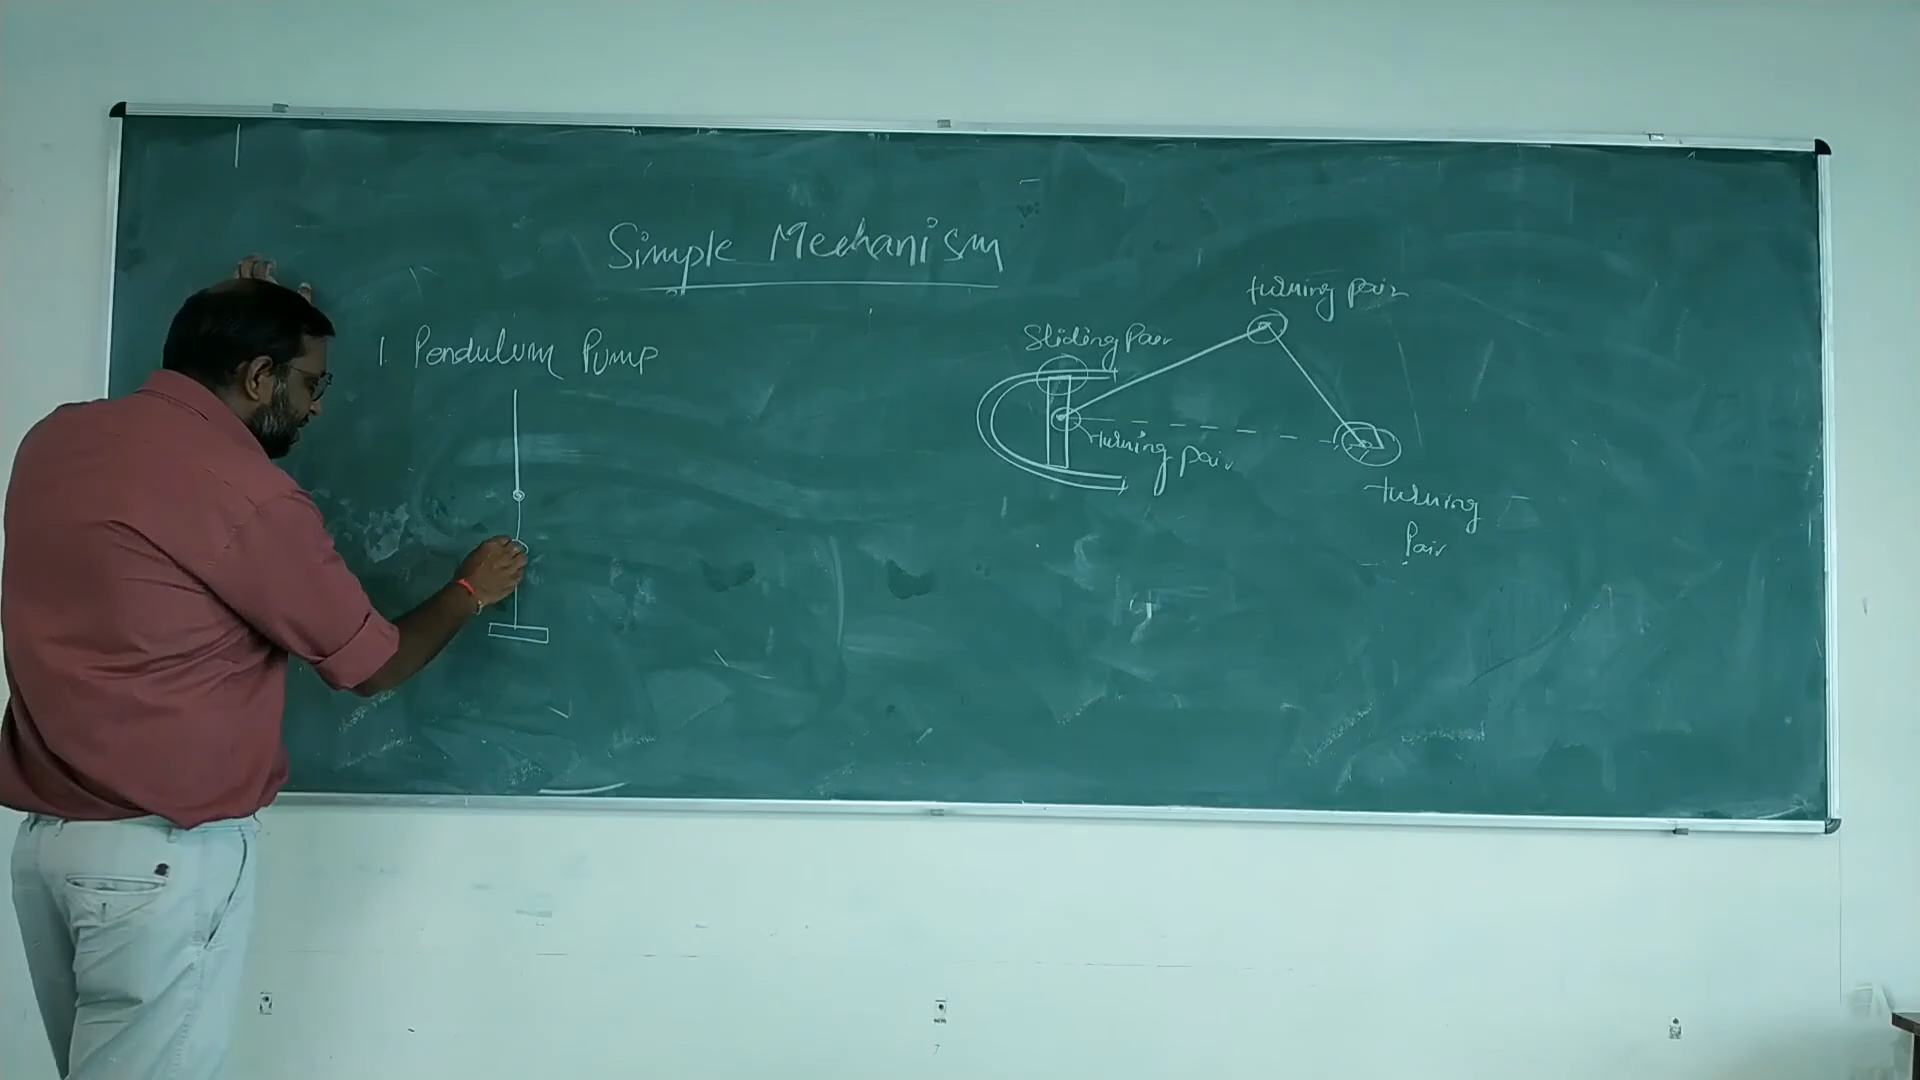 Simple Mechanism
1. Pendulum Pump
turning pair
Sliding Pair
turning pair
turning
Pair